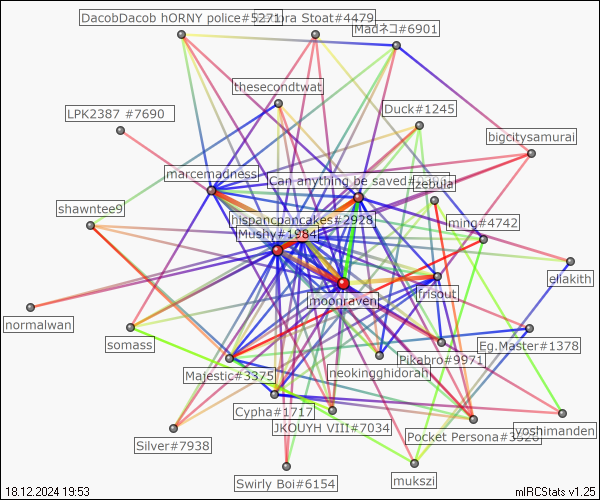 DacobDacob hORNY police#5271
Stoat#4479
Madネコ#6901
thesecondtwat
LPK2387 #7690
Duck#1245
bigcitysamurai
marcemadness
Can anything be saved#
zebula
shawntee9
hispancpancakes#2928
ming#4742
Mushy#1984
ellakith
moonraven
frisout
normalwan
somass
Eg.Master#1378
Pikabro#9971
neokingghidorah
Majestic#3375
Cypha#1717
JKOUYH VIII#7034
yoshimanden
Pocket Persona#3528
Silver#7938
Swirly Boi#6154
mukszi
18.12.2024 19:53
mIRCStats v1.25